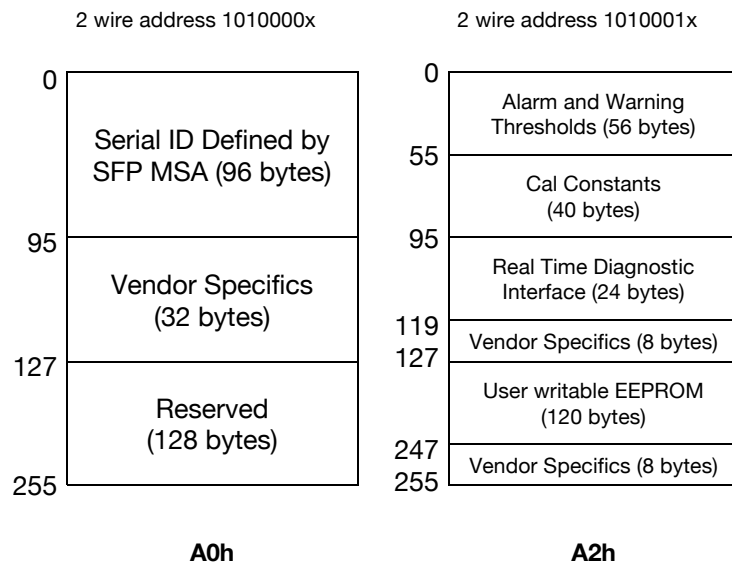 2 wire address 1010000x
0
Serial ID Defined by
SFP MSA (96 bytes)
95
Vendor Specifics
(32 bytes)
127
Reserved
(128 bytes)
255
A0h
2 wire address 1010001x
0
Alarm and Warning
Thresholds (56 bytes)
55
Cal Constants
(40 bytes)
95
Real Time Diagnostic
Interface (24 bytes)
119
Vendor Specifics (8 bytes)
127
User writable EEPROM
(120 bytes)
247
Vendor Specifics (8 bytes)
255
A2h